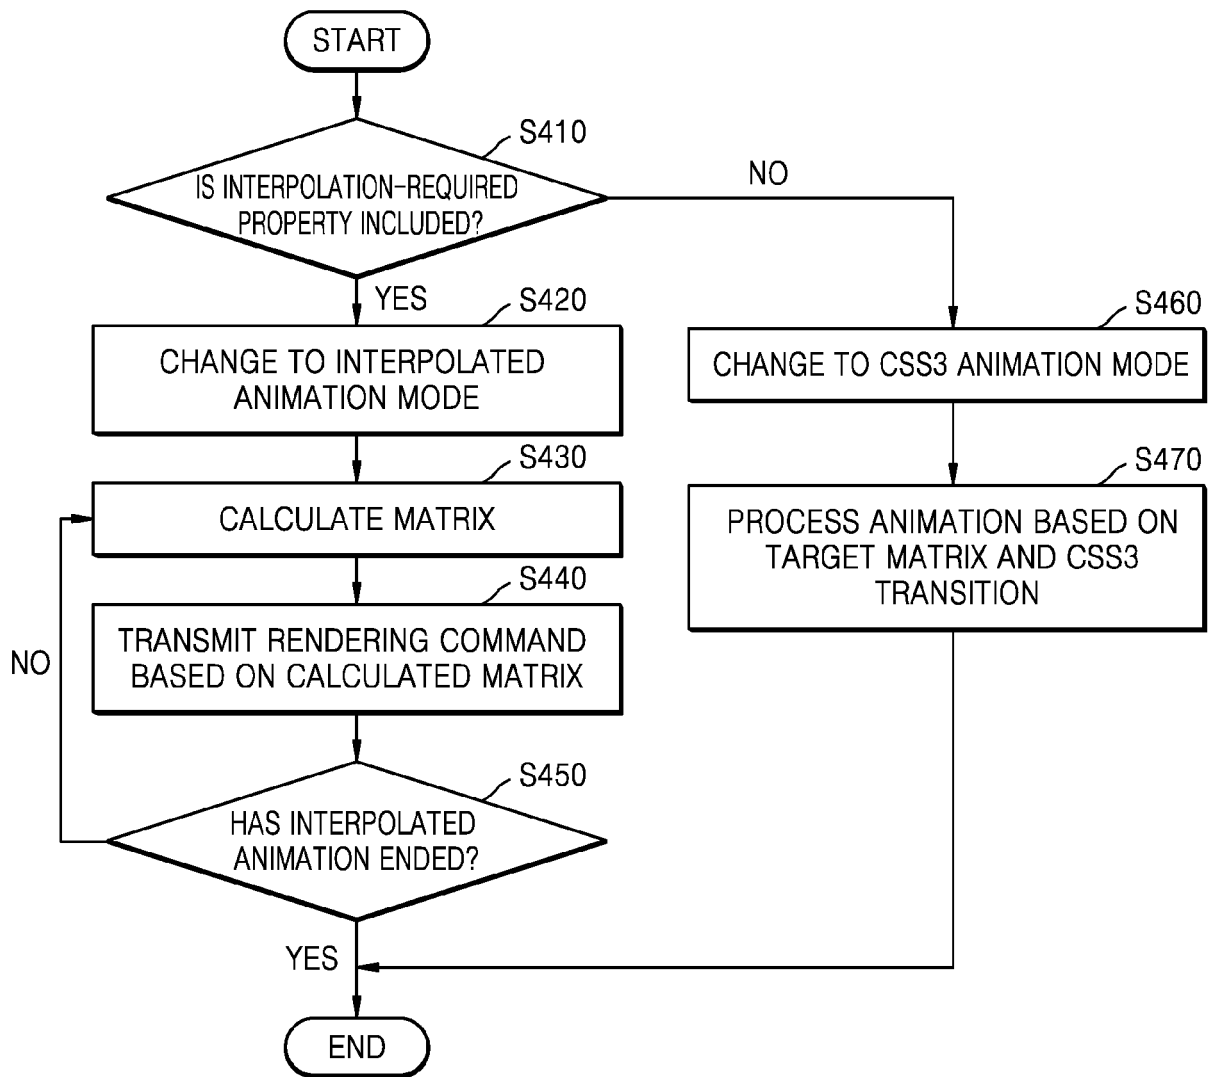 START
S410
IS INTERPOLATION-REQUIRED
PROPERTY INCLUDED?
NO
YES
S420
CHANGE TO INTERPOLATED
ANIMATION MODE
S430
CALCULATE MATRIX
S440
TRANSMIT RENDERING COMMAND
BASED ON CALCULATED MATRIX
NO
S450
HAS INTERPOLATED
ANIMATION ENDED?
YES
S460
CHANGE TO CSS3 ANIMATION MODE
S470
PROCESS ANIMATION BASED ON
TARGET MATRIX AND CSS3
TRANSITION
END